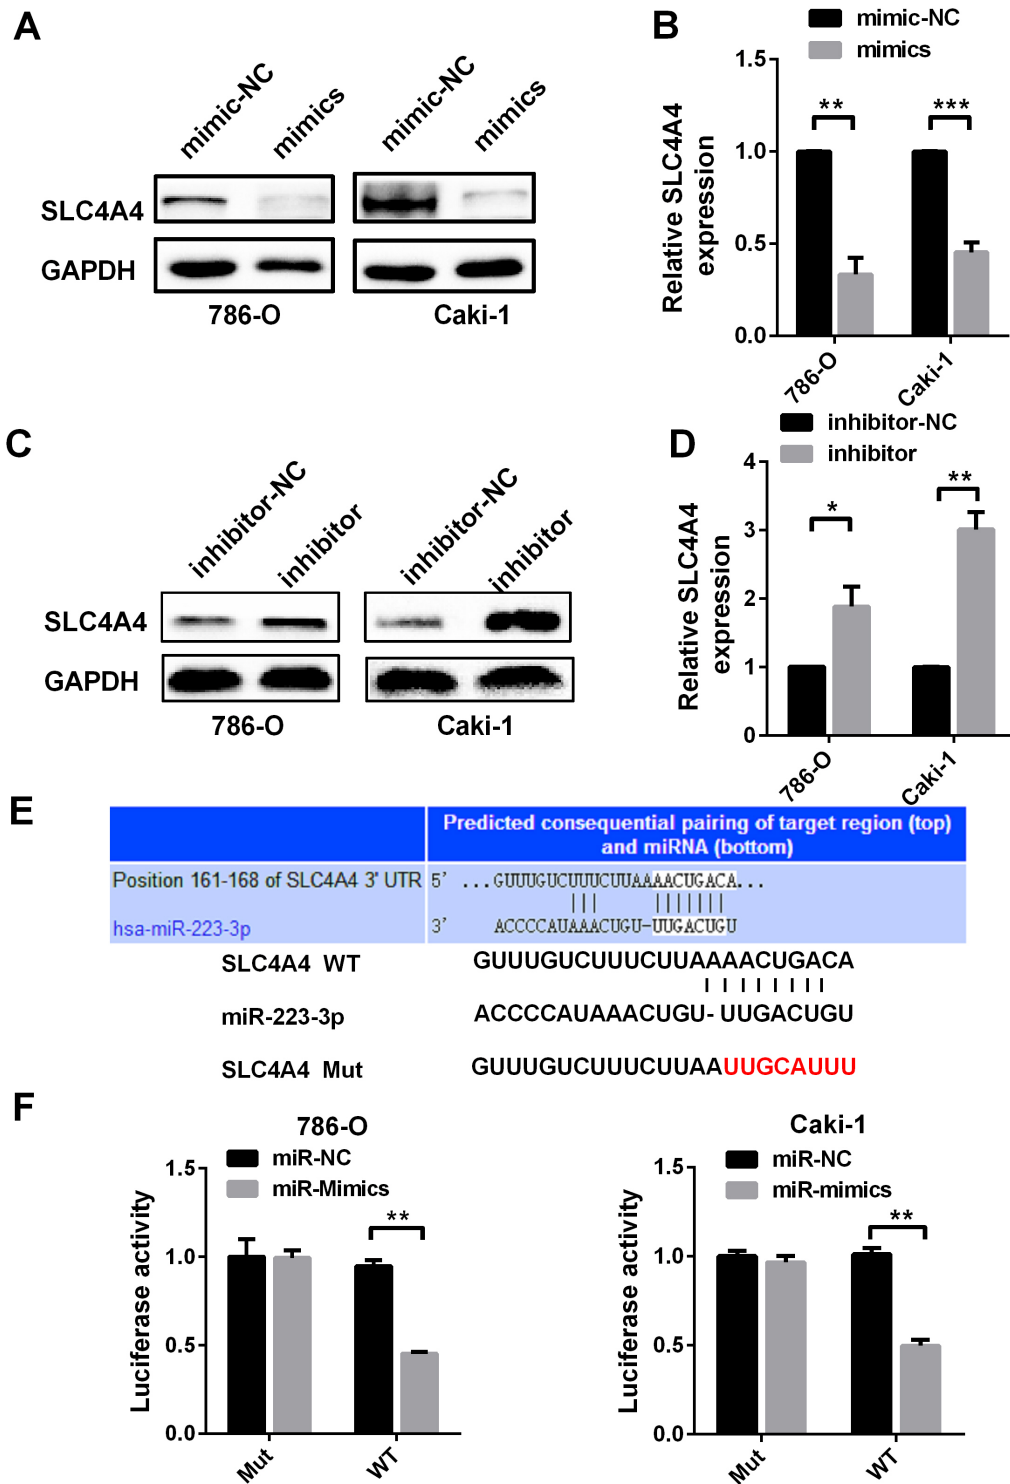 A
mimic-NC
mimics
mimic-NC
mimics
SLC4A4
GAPDH
786-O
Caki-1
B
mimic-NC
mimics
Relative SLC4A4
expression
1.5
1.0
0.5
0.0
**
***
786-O
Caki-1
C
inhibitor-NC
inhibitor
inhibitor-NC
inhibitor
SLC4A4
GAPDH
786-O
Caki-1
D
inhibitor-NC
inhibitor
Relative SLC4A4
expression
4
3
2
1
0
*
**
786-O
Caki-1
E
Predicted consequential pairing of target region (top)
and miRNA (bottom)
Position 161-168 of SLC4A4 3' UTR 5' ...GUUUGUCUUUCUUAAAACUGACA...
hsa-miR-223-3p 3' ACCCCAUAAACUGU-UUGACUGU
SLC4A4 WT GUUUGUCUUUCUUAAAACUGACA
miR-223-3p ACCCCAUAAACUGU-UUGACUGU
SLC4A4 Mut GUUUGUCUUUCUUAAUUGCAUUU
F
786-O
miR-NC
miR-Mimics
Luciferase activity
1.5
1.0
0.5
0.0
**
Mut
WT
Caki-1
miR-NC
miR-mimics
Luciferase activity
1.5
1.0
0.5
0.0
**
Mut
WT